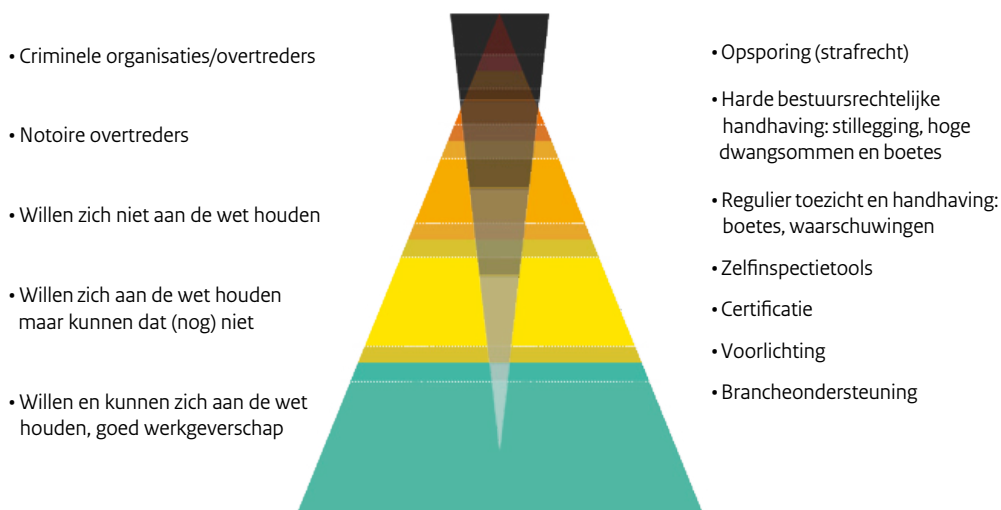 • Criminele organisaties/overtreders
• Notoire overtreders
• Willen zich niet aan de wet houden
• Willen zich aan de wet houden
maar kunnen dat (nog) niet
• Willen en kunnen zich aan de wet
houden, goed werkgeverschap
• Opsporing (strafrecht)
• Harde bestuursrechtelijke
handhaving: stillegging, hoge
dwangsommen en boetes
• Regulier toezicht en handhaving:
boetes, waarschuwingen
• Zelfinspectietools
• Certificatie
• Voorlichting
• Brancheondersteuning